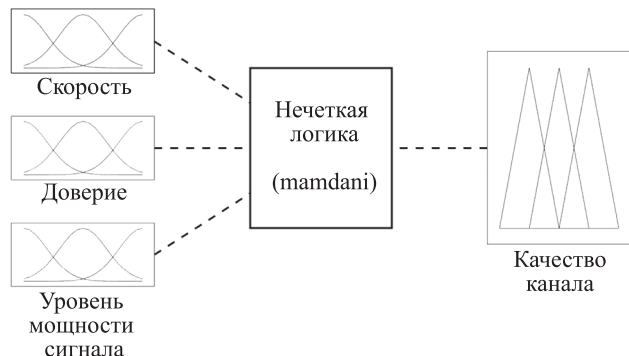 Скорость
Доверие
Уровень
мощности
сигнала
Нечеткая
логика
(mamdani)
Качество
канала